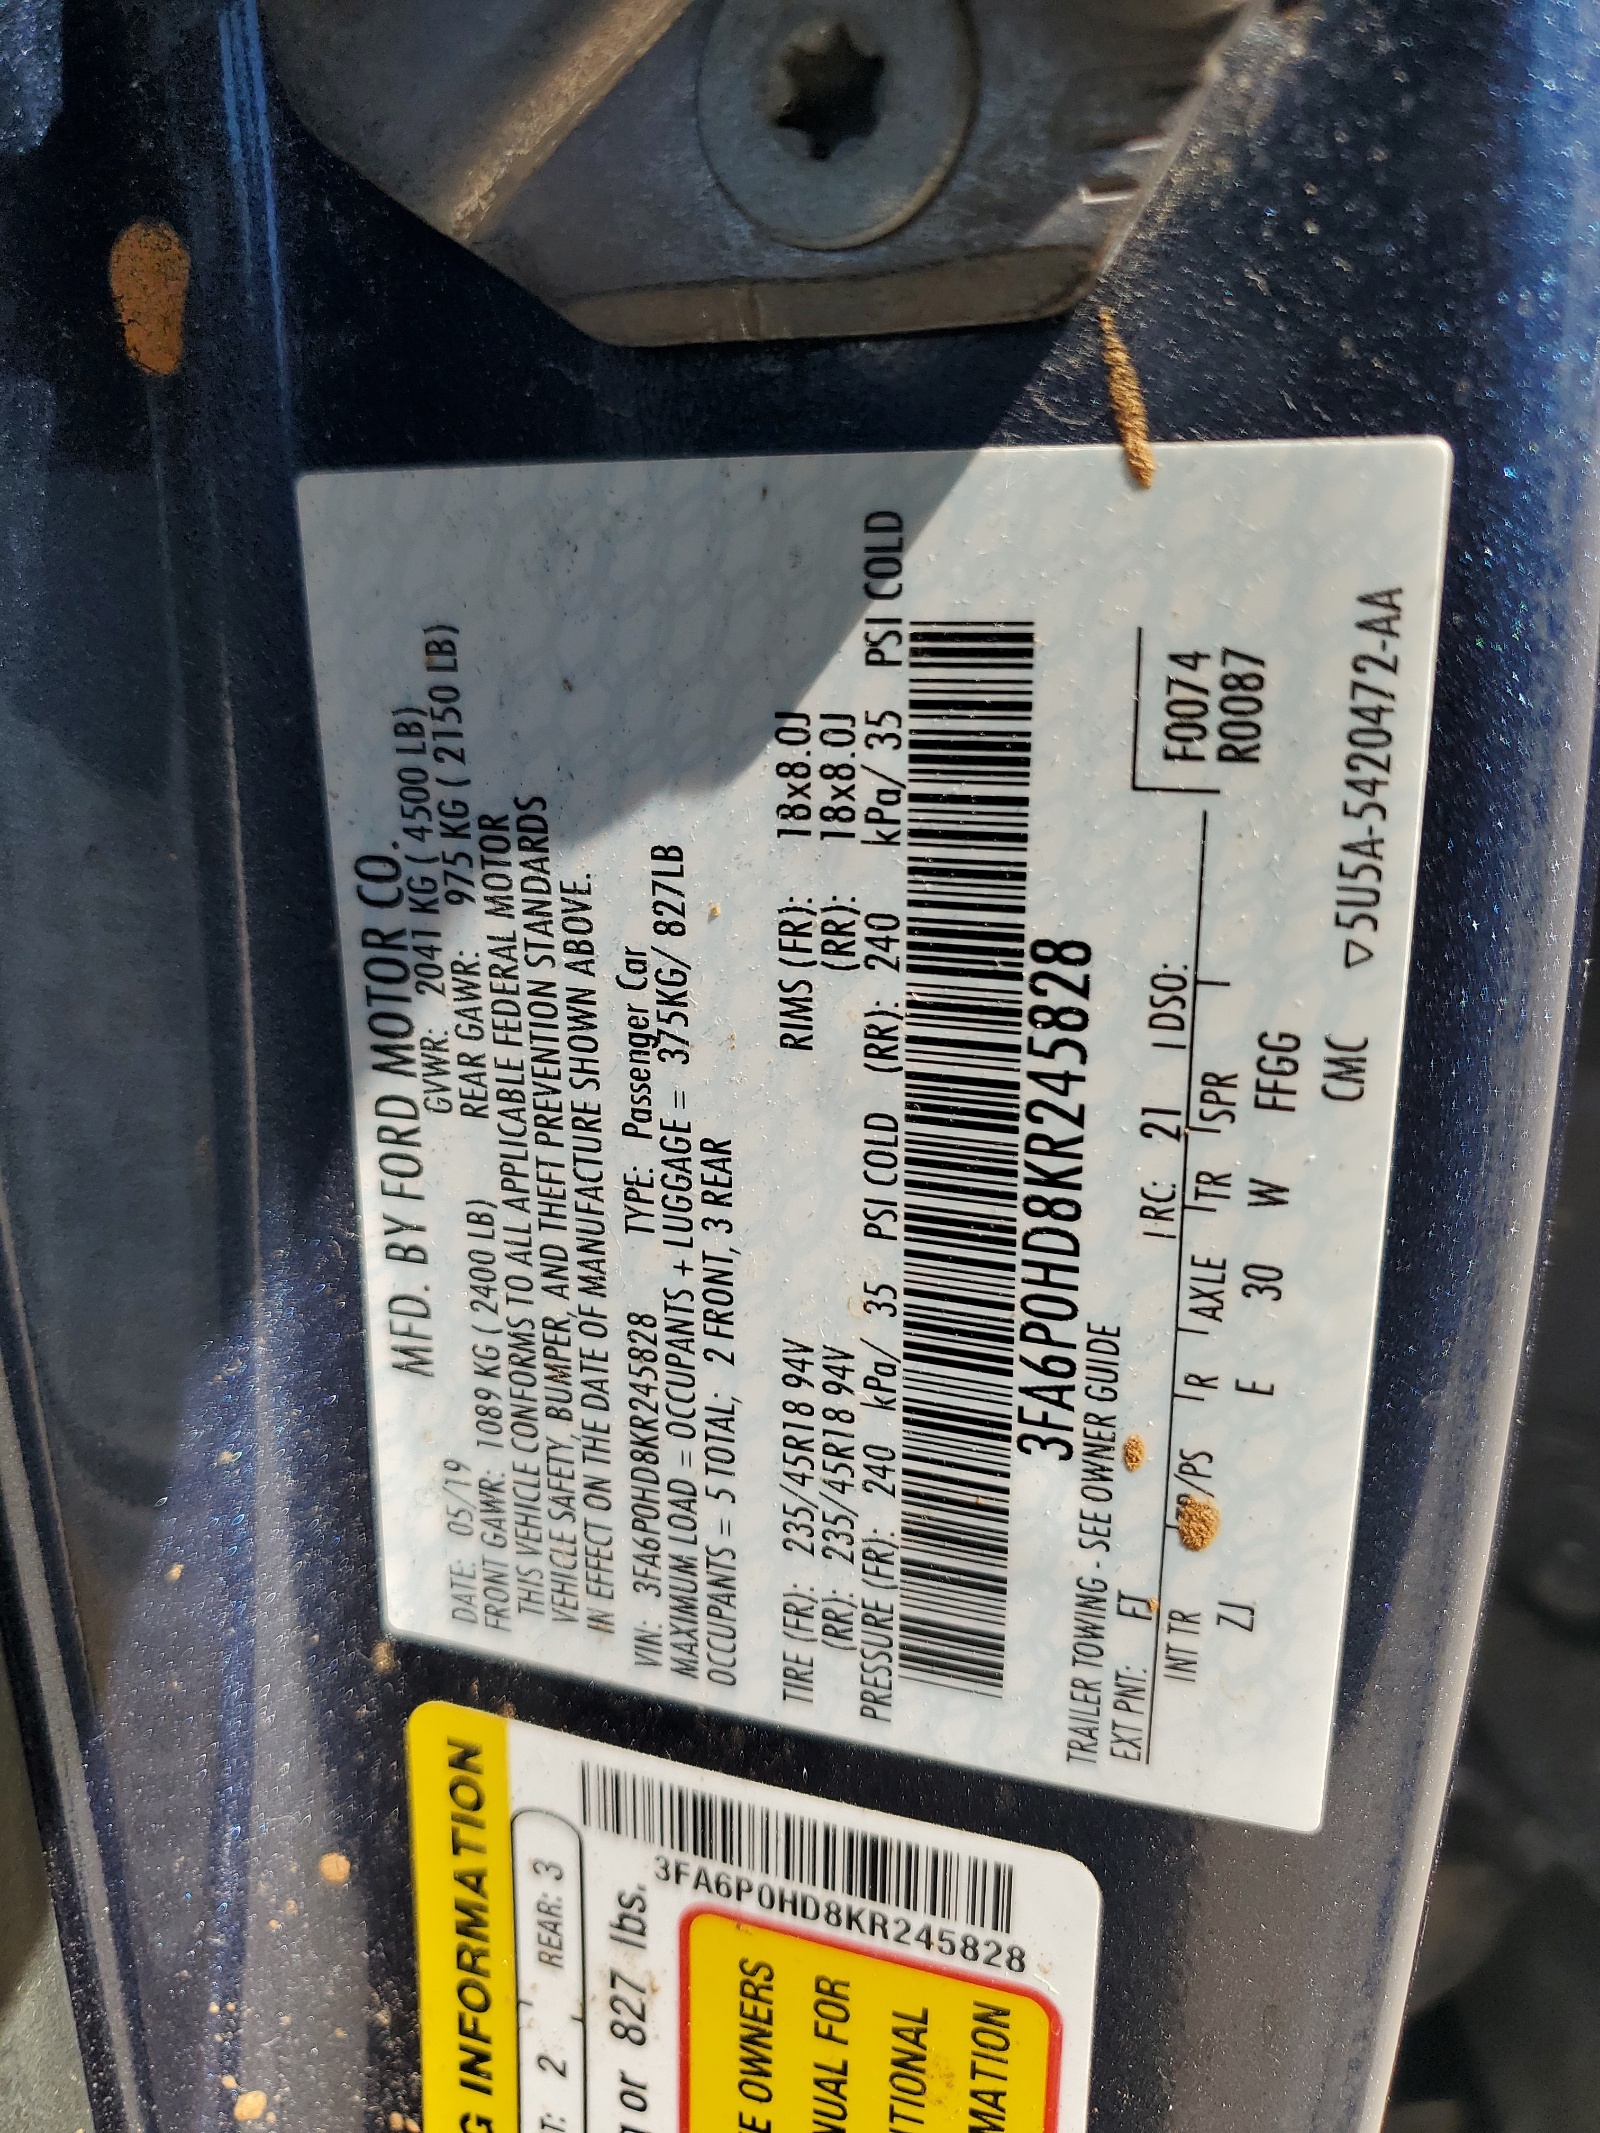 MFD. BY FORD MOTOR CO.
DATE: 05/19 GVWR: 2041 KG ( 4500 LB)
FRONT GAWR: 1089 KG ( 2400 LB) REAR GAWR: 975 KG ( 2150 LB)
THIS VEHICLE CONFORMS TO ALL APPLICABLE FEDERAL MOTOR
VEHICLE SAFETY, BUMPER, AND THEFT PREVENTION STANDARDS
IN EFFECT ON THE DATE OF MANUFACTURE SHOWN ABOVE.
VIN: 3FA6P0HD8KR245828 TYPE: Passenger Car
MAXIMUM LOAD = OCCUPANTS + LUGGAGE = 375KG/ 827LB
OCCUPANTS = 5 TOTAL; 2 FRONT, 3 REAR
TIRE (FR): 235/45R18 94V RIMS (FR): 18x8.0J
(RR): 235/45R18 94V (RR): 18x8.0J
PRESSURE (FR): 240 kPa/ 35 PSI COLD (RR): 240 kPa/ 35 PSI COLD
3FA6P0HD8KR245828
TRAILER TOWING - SEE OWNER GUIDE
EXT PNT: FT RC: 21 DSO:
INT TR /PS R AXLE TR SPR
F0074
ZJ E 30 W FFGG
R0087
CMC ▽5U5A-5420472-AA
G INFORMATION
T: 2 REAR: 3
or 827 lbs.
3FA6P0HD8KR245828
E OWNERS
NUAL FOR
ITIONAL
MATION